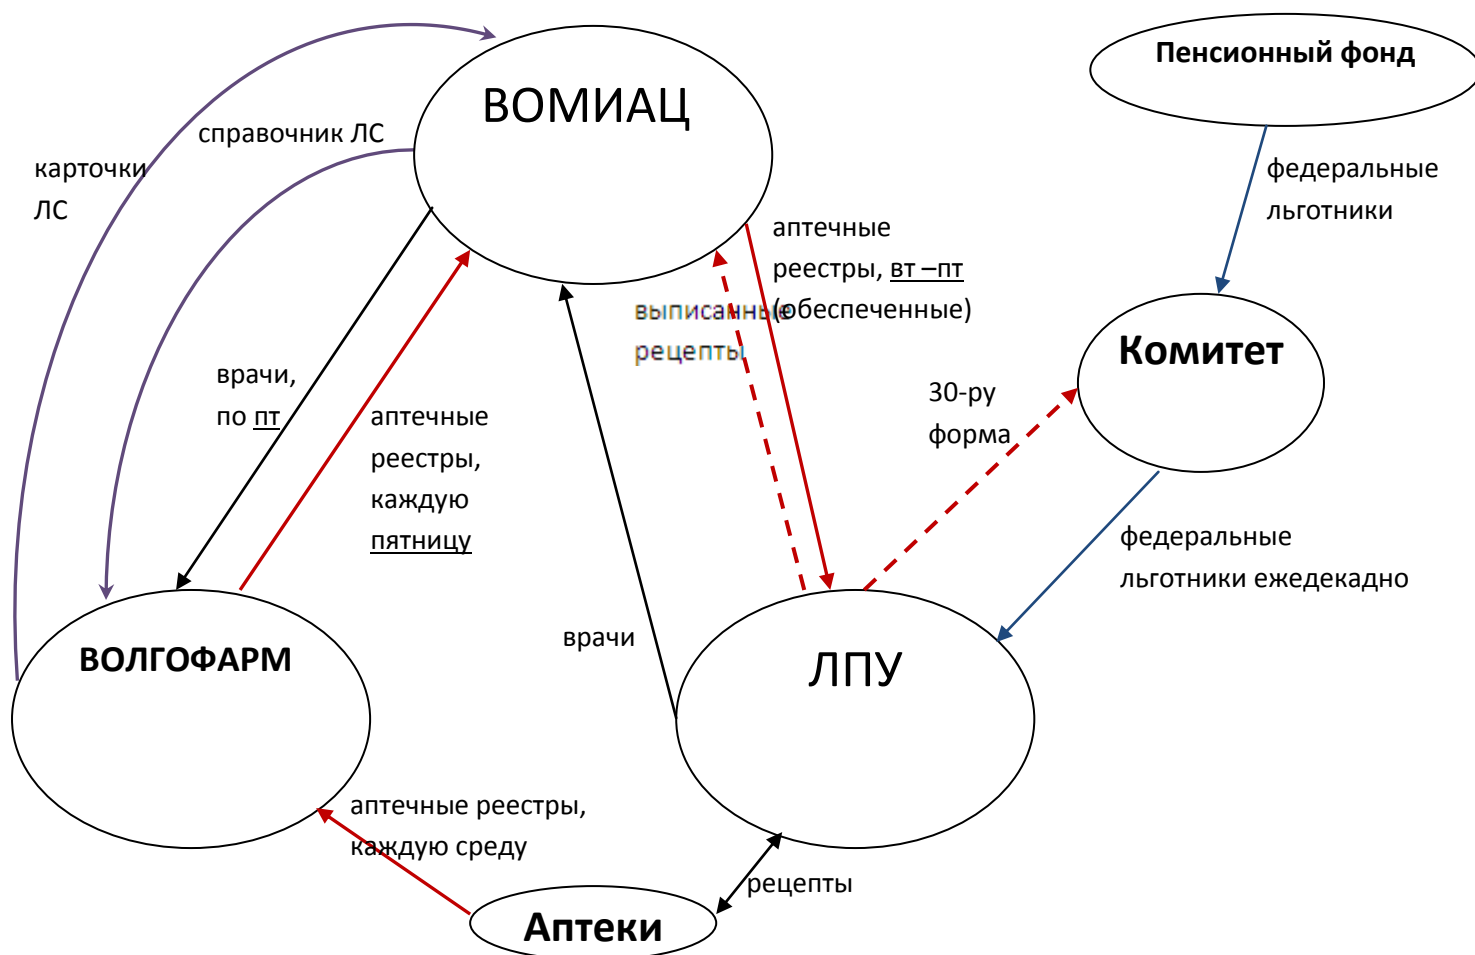 Пенсионный фонд
ВОМИАЦ
справочник ЛС
карточки
ЛС
федеральные
льготники
аптечные
реестры, вт –пт
(обеспеченные)
выписанные
рецепты
Комитет
врачи,
по пт
аптечные
реестры,
каждую
пятницу
30-ру
форма
федеральные
льготники ежедекадно
врачи
ВОЛГОФАРМ
ЛПУ
аптечные реестры,
каждую среду
рецепты
Аптеки